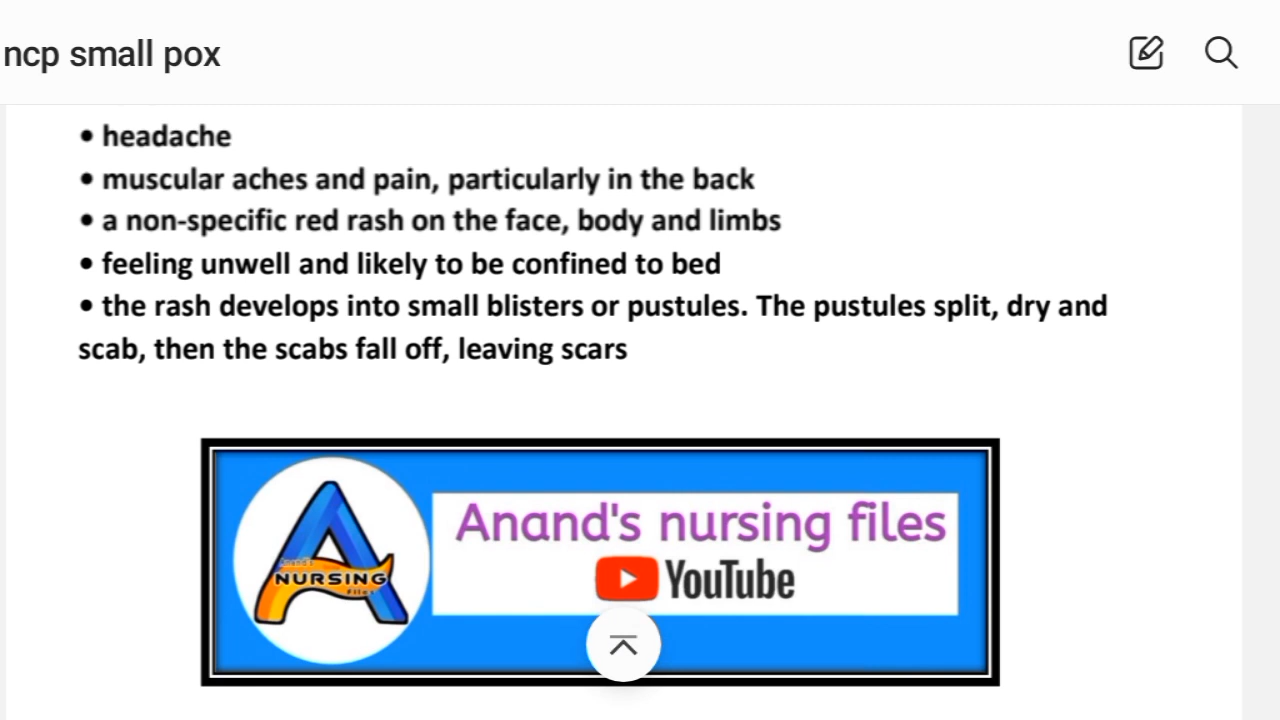 ncp small pox
• headache
• muscular aches and pain, particularly in the back
• a non-specific red rash on the face, body and limbs
• feeling unwell and likely to be confined to bed
• the rash develops into small blisters or pustules. The pustules split, dry and
scab, then the scabs fall off, leaving scars
Anand's nursing files
YouTube
Anand's
NURSING
Files